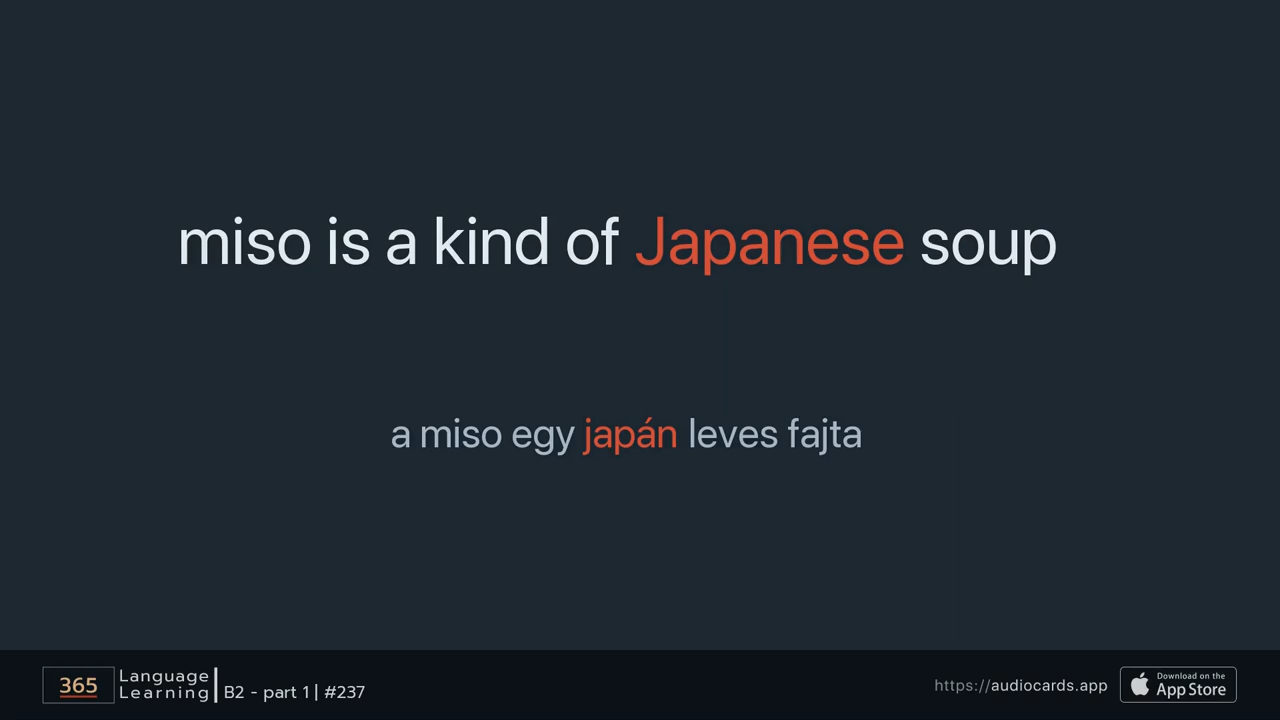 miso is a kind of Japanese soup
a miso egy japán leves fajta
365
Language
Learning
B2 - part 1 | #237
https://audiocards.app
Download on the
App Store